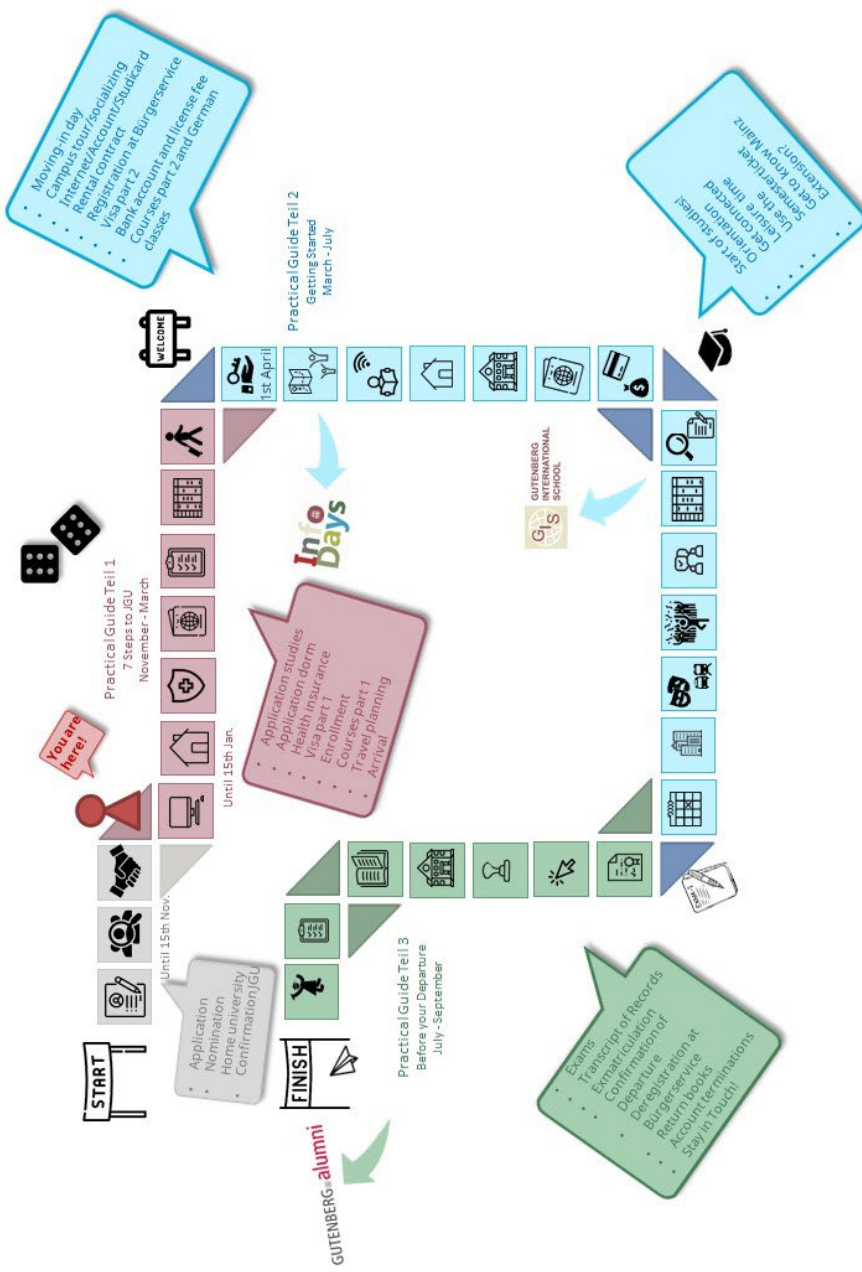 START
Until 15th Nov.
• Application
• Nomination
• Home university
• Confirmation JGU
You are
here!
Practical Guide Teil 1
7 Steps to JGU
November - March
Until 15th Jan.
• Application studies
• Application dorm
• Health insurance
• Visa part 1
• Enrollment
• Courses part 1
• Travel planning
• Arrival
WELCOME
1st April
Practical Guide Teil 2
Getting Started
March - July
• Moving-in day
• Campus tour/socializing
• Internet/Account/Studicard
• Rental contract
• Registration at Bürgerservice
• Visa part 2
• Bank account and license fee
• Courses part 2 and German
classes
Info
Days
GIS
GUTENBERG
INTERNATIONAL
SCHOOL
• Start of studies!
• Orientation
• Get connected
• Leisure time
• Use the
Semesterticket
• Get to know Mainz
• Extension?
EXAM
• Exams
• Transcript of Records
• Exmatriculation
• Confirmation of
Departure
• Deregistration at
Bürgerservice
• Return books
• Account terminations
• Stay in Touch!
Practical Guide Teil 3
Before your Departure
July - September
FINISH
GUTENBERG alumni